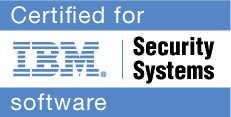 Certified for
IBM® Security
Systems
software